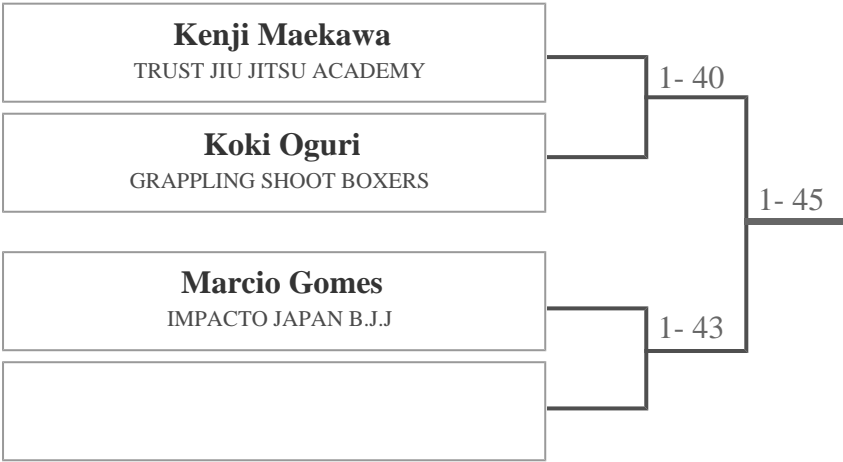 Kenji Maekawa
TRUST JIU JITSU ACADEMY
1- 40
Koki Oguri
GRAPPLING SHOOT BOXERS
1- 45
Marcio Gomes
IMPACTO JAPAN B.J.J
1- 43